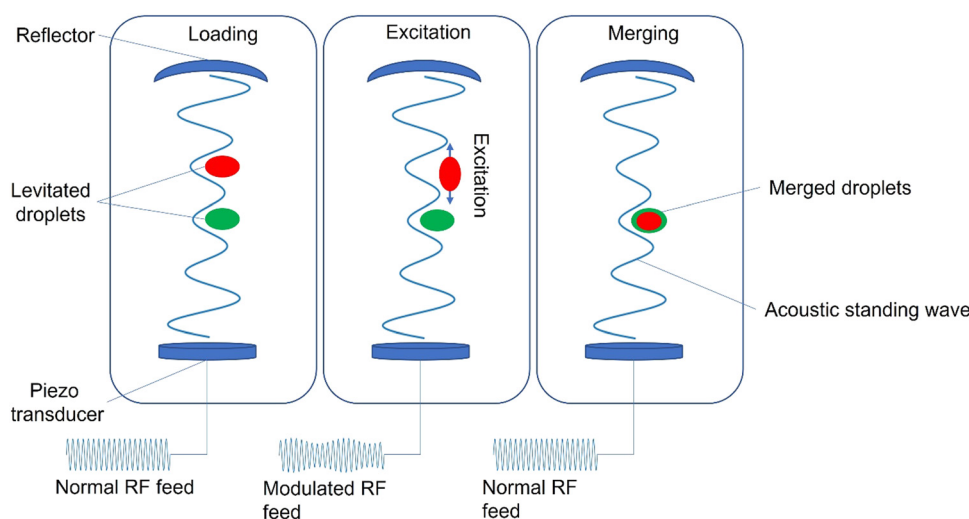 Loading
Excitation
Merging
Reflector
Excitation
Levitated
droplets
Merged droplets
Acoustic standing wave
Piezo
transducer
Normal RF feed
Modulated RF
feed
Normal RF
feed